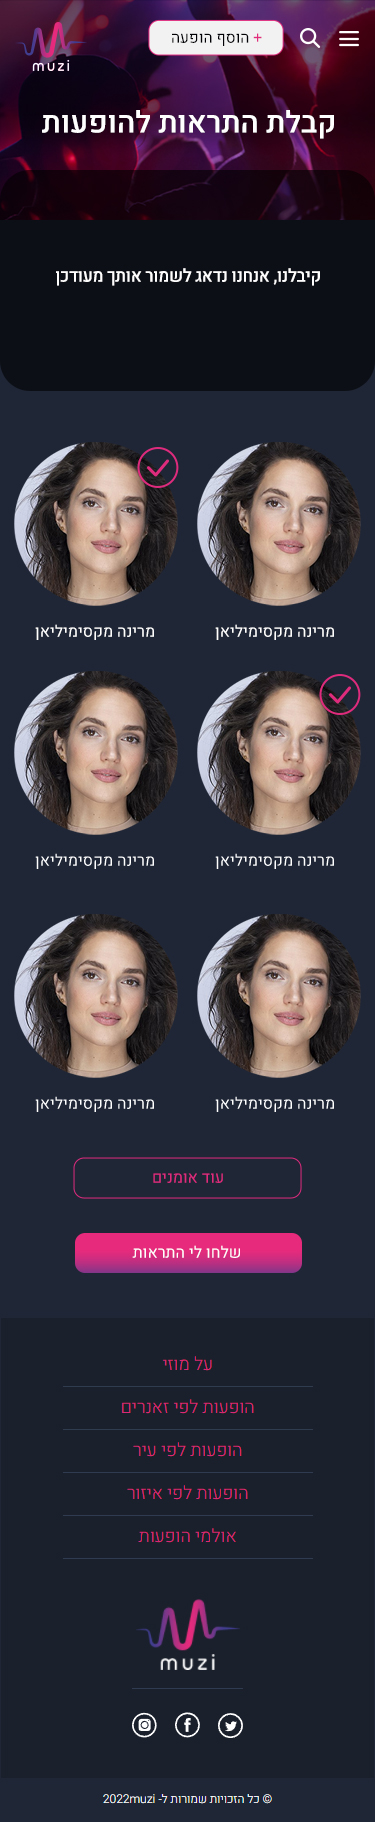 + הוסף הופעה
muzi
קבלת התראות להופעות
קיבלנו, אנחנו נדאג לשמור אותך מעודכן
מרינה מקסימיליאן
מרינה מקסימיליאן
מרינה מקסימיליאן
מרינה מקסימיליאן
מרינה מקסימיליאן
מרינה מקסימיליאן
עוד אומנים
שלחו לי התראות
על מוזי
הופעות לפי זאנרים
הופעות לפי עיר
הופעות לפי איזור
אולמי הופעות
muzi
© כל הזכויות שמורות ל- 2022muzi